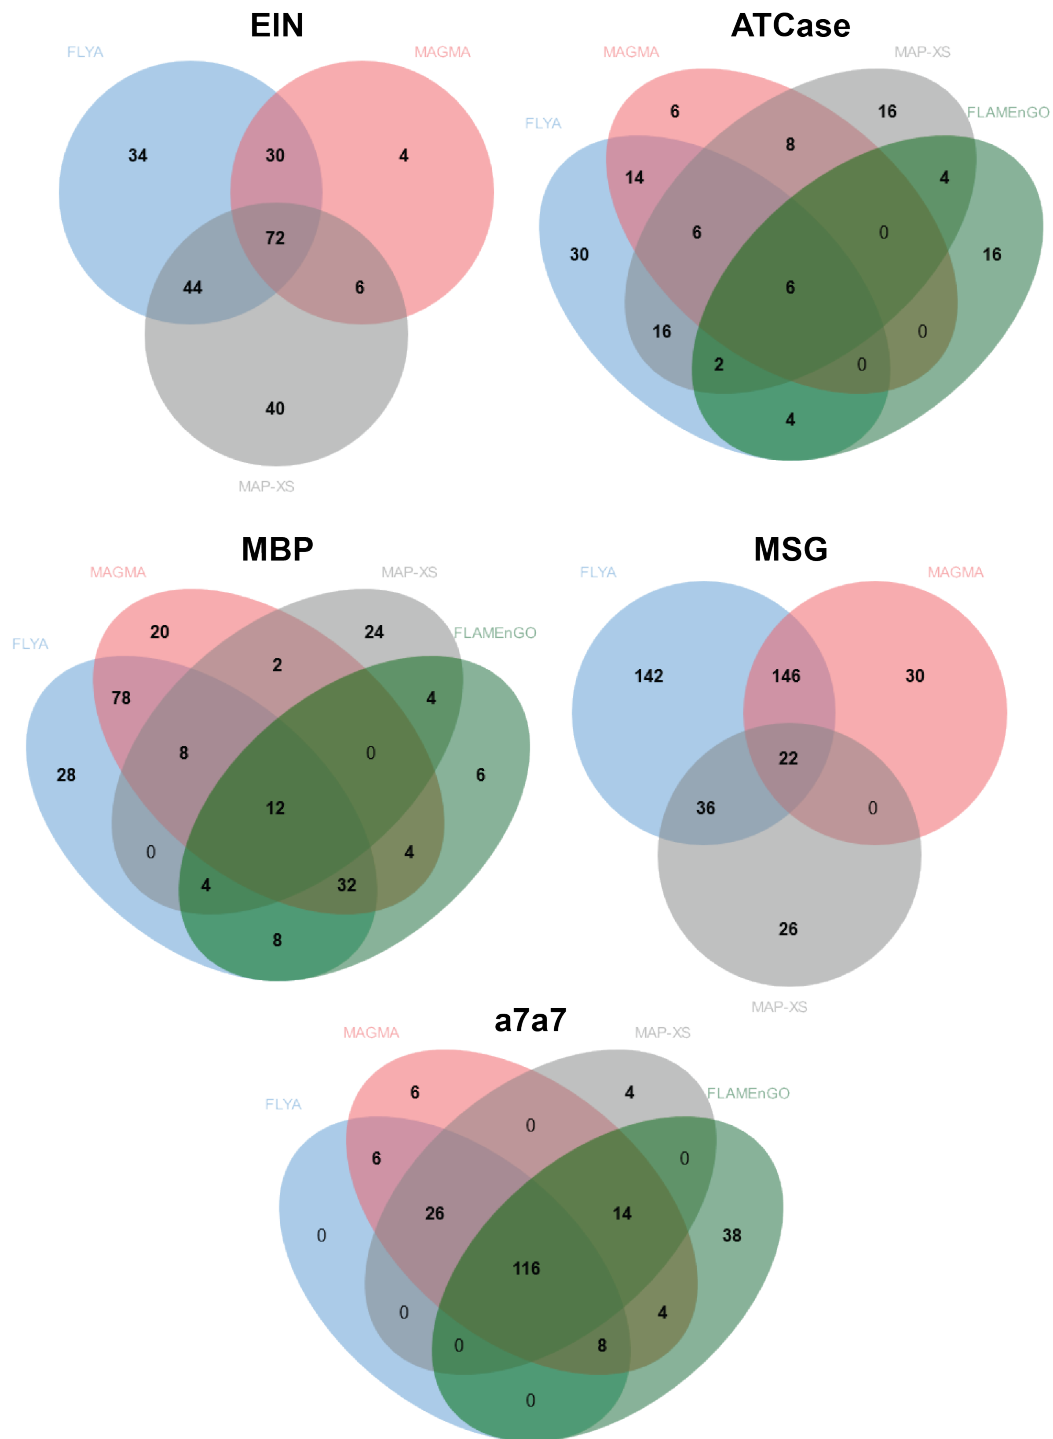 EIN
FLYA
MAGMA
34
30
4
72
44
6
40
MAP-XS
ATCase
MAGMA
MAP-XS
FLAMEnGO
FLYA
6
16
8
14
4
6
0
30
16
6
16
0
2
0
4
MBP
MAGMA
MAP-XS
FLAMEnGO
FLYA
20
24
2
78
4
8
0
28
6
12
0
4
4
32
8
MSG
FLYA
MAGMA
142
146
30
22
36
0
26
MAP-XS
a7a7
MAGMA
MAP-XS
FLAMEnGO
FLYA
6
4
0
6
0
26
14
0
38
116
0
4
0
8
0